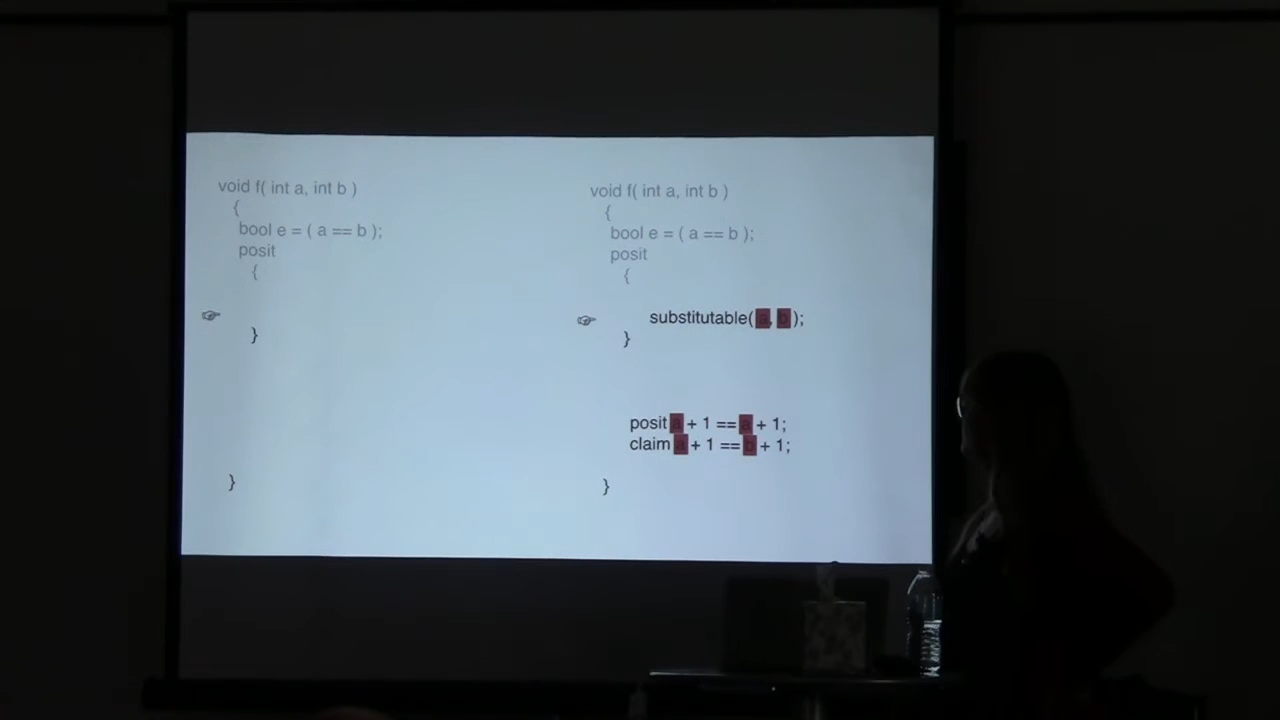 void f( int a, int b )
{
bool e = ( a == b );
posit
{
}
}
void f( int a, int b )
{
bool e = ( a == b );
posit
{
substitutable( a, b );
}
posit a + 1 == a + 1;
claim a + 1 == b + 1;
}